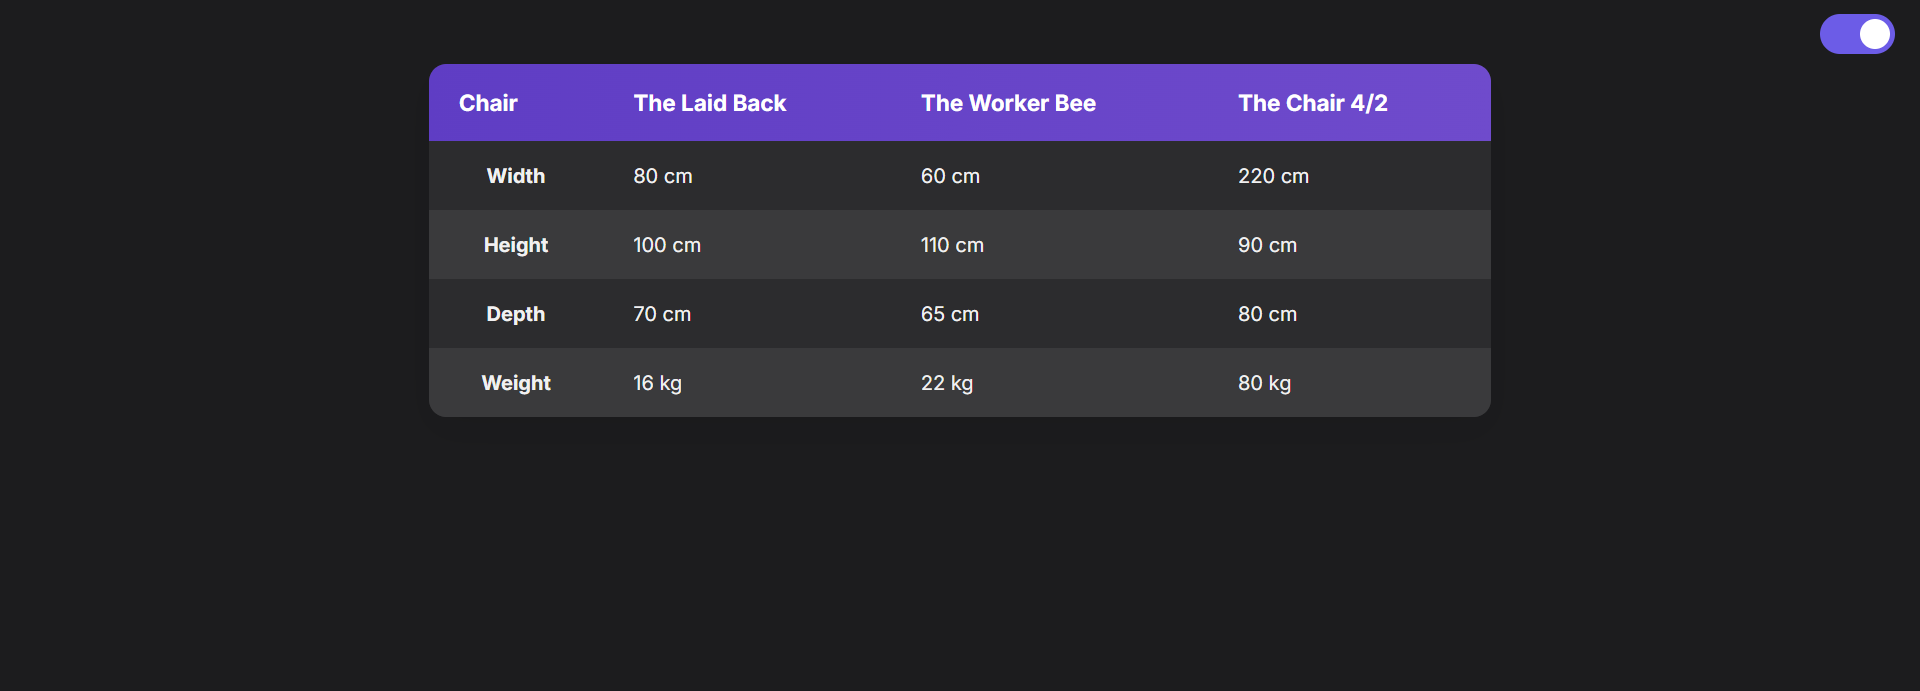 Chair The Laid Back The Worker Bee The Chair 4/2
Width 80 cm 60 cm 220 cm
Height 100 cm 110 cm 90 cm
Depth 70 cm 65 cm 80 cm
Weight 16 kg 22 kg 80 kg